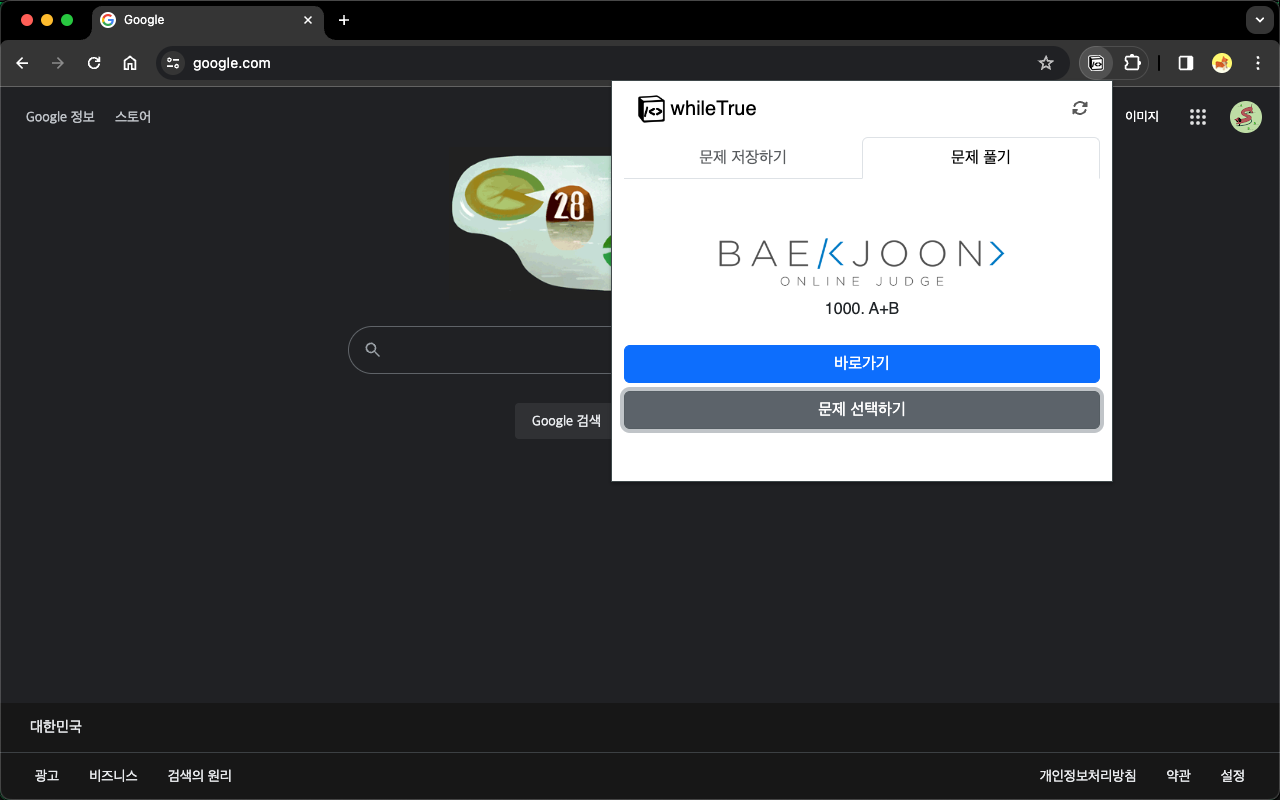 Google
google.com
Google 정보
스토어
이미지
whileTrue
문제 저장하기
문제 풀기
28
BAEKJOON
ONLINE JUDGE
1000. A+B
바로가기
문제 선택하기
Google 검색
대한민국
광고
비즈니스
검색의 원리
개인정보처리방침
약관
설정